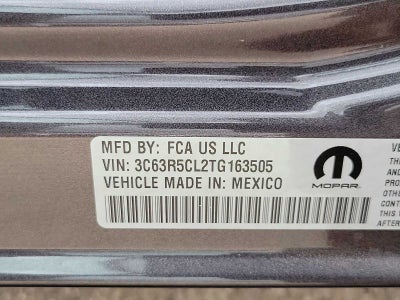 MFD BY: FCA US LLC
VIN: 3C63R5CL2TG163505
VEHICLE MADE IN: MEXICO
MOPAR